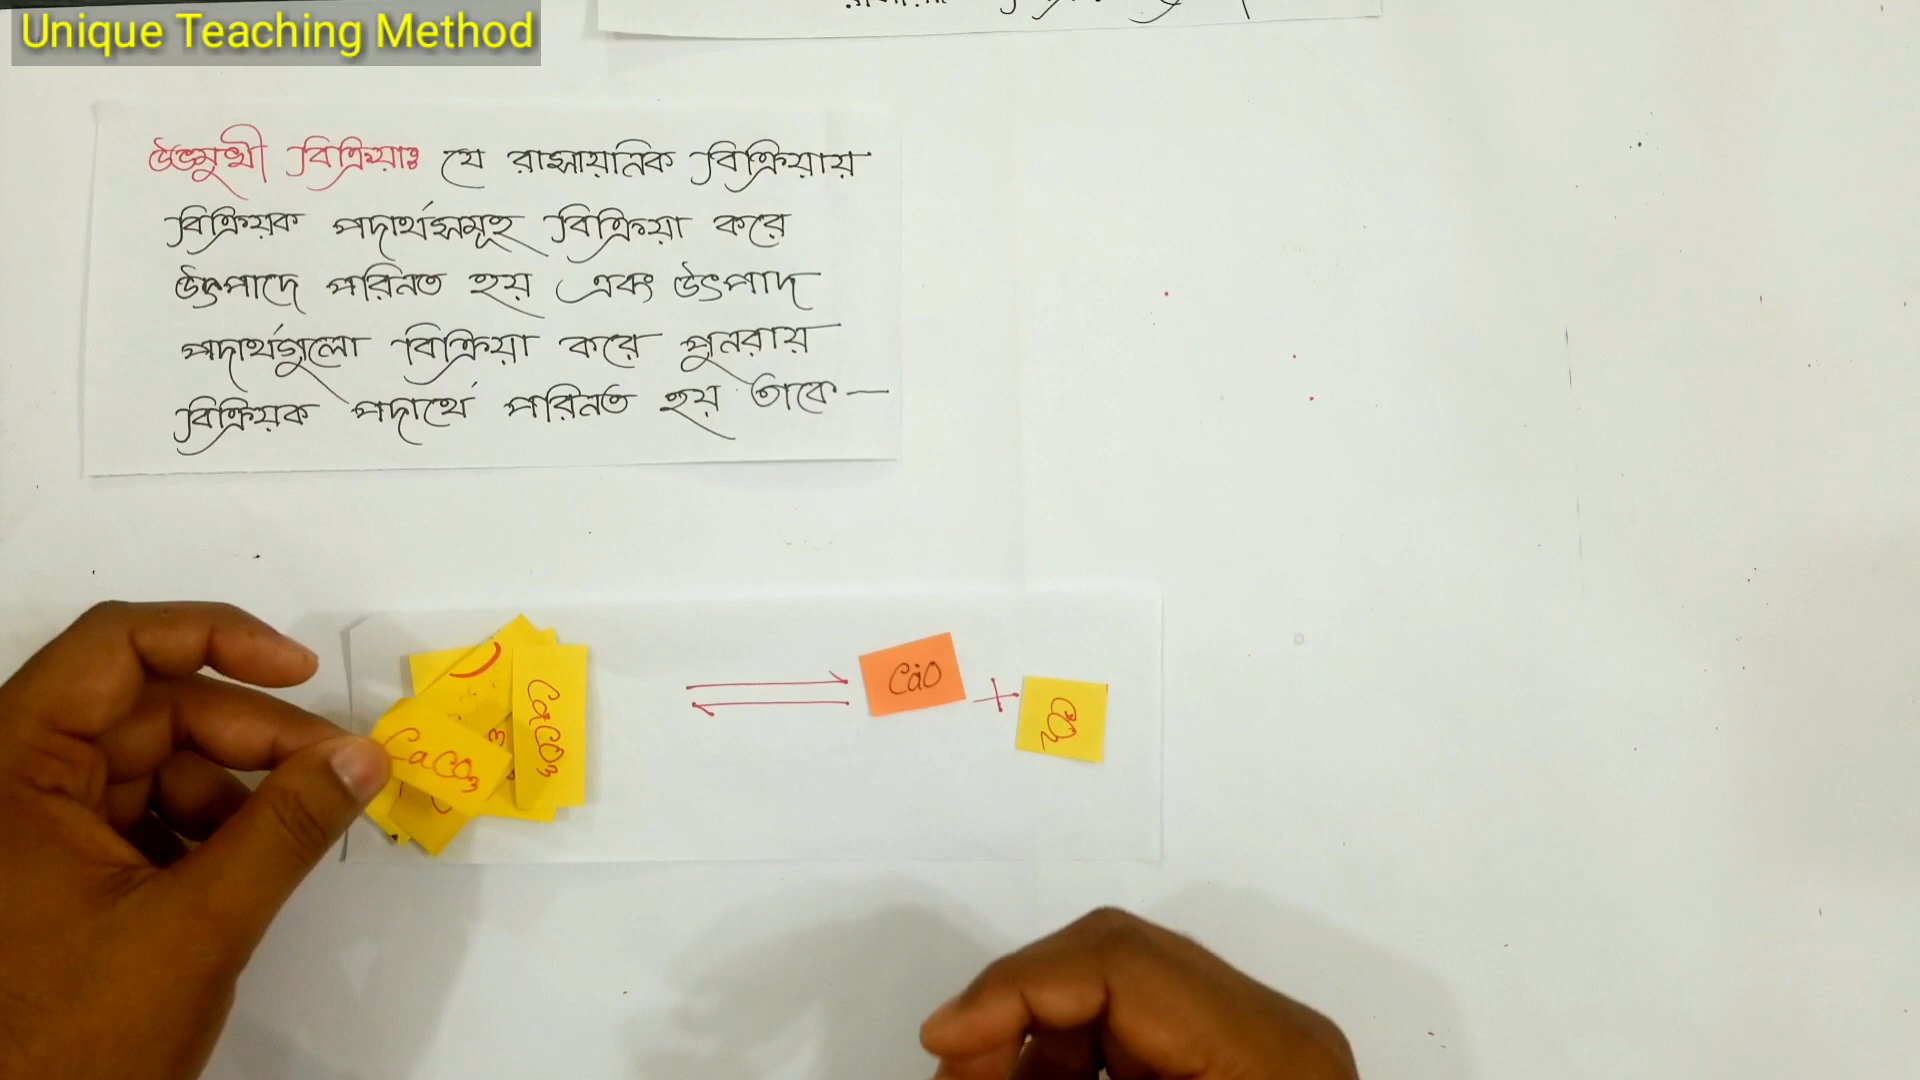 Unique Teaching Method
উভমুখী বিক্রিয়াঃ যে রাসায়নিক বিক্রিয়ায়
বিক্রিয়ক পদার্থসমূহ বিক্রিয়া করে
উৎপাদে পরিনত হয় এবং উৎপাদ
পদার্থগুলো বিক্রিয়া করে পুনরায়
বিক্রিয়ক পদার্থে পরিনত হয় তাকে —
CaCO3
CaCO3
CaO + CO2